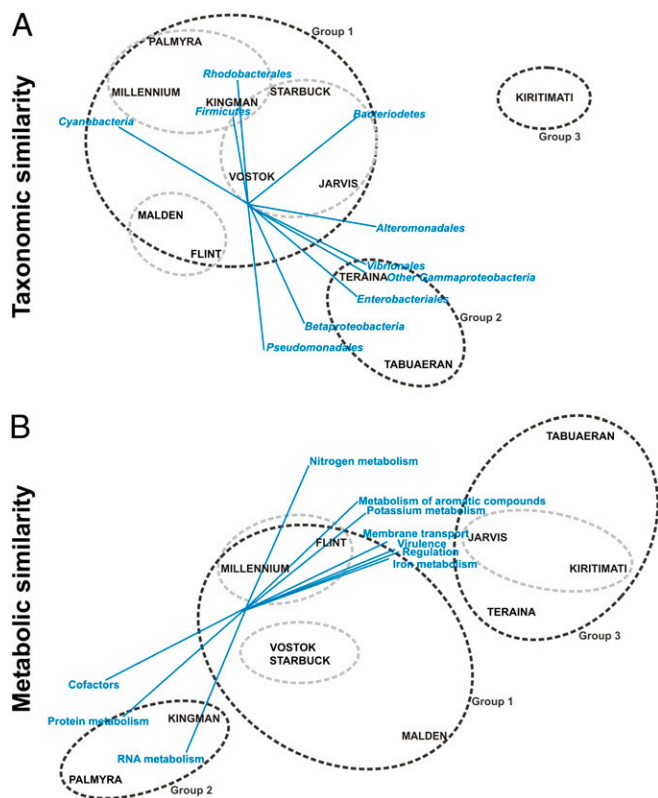 A
Taxonomic similarity
Group 1
PALMYRA
Rhodobacterales
MILLENNIUM
STARBUCK
KINGMAN
Firmicutes
Bacteriodetes
Cyanobacteria
KIRITIMATI
Group 3
VOSTOK
JARVIS
MALDEN
FLINT
Alteromonadales
Vibrionales
TERAINA
Other Gammaproteobacteria
Enterobacteriales
Group 2
Betaproteobacteria
Pseudomonadales
TABUAERAN
B
Metabolic similarity
TABUAERAN
Nitrogen metabolism
Metabolism of aromatic compounds
Potassium metabolism
Membrane transport
FLINT
Virulence
JARVIS
Regulation
Iron metabolism
MILLENNIUM
KIRITIMATI
TERAINA
Group 3
VOSTOK
STARBUCK
Cofactors
Group 1
KINGMAN
Protein metabolism
MALDEN
RNA metabolism
PALMYRA
Group 2